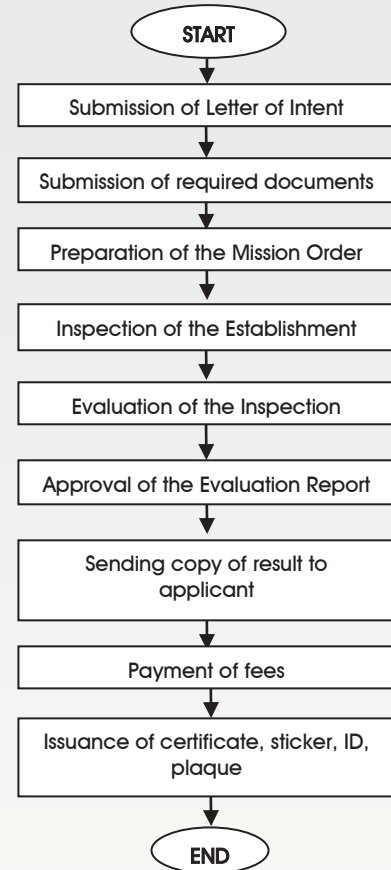 START
Submission of Letter of Intent
Submission of required documents
Preparation of the Mission Order
Inspection of the Establishment
Evaluation of the Inspection
Approval of the Evaluation Report
Sending copy of result to
applicant
Payment of fees
Issuance of certificate, sticker, ID,
plaque
END